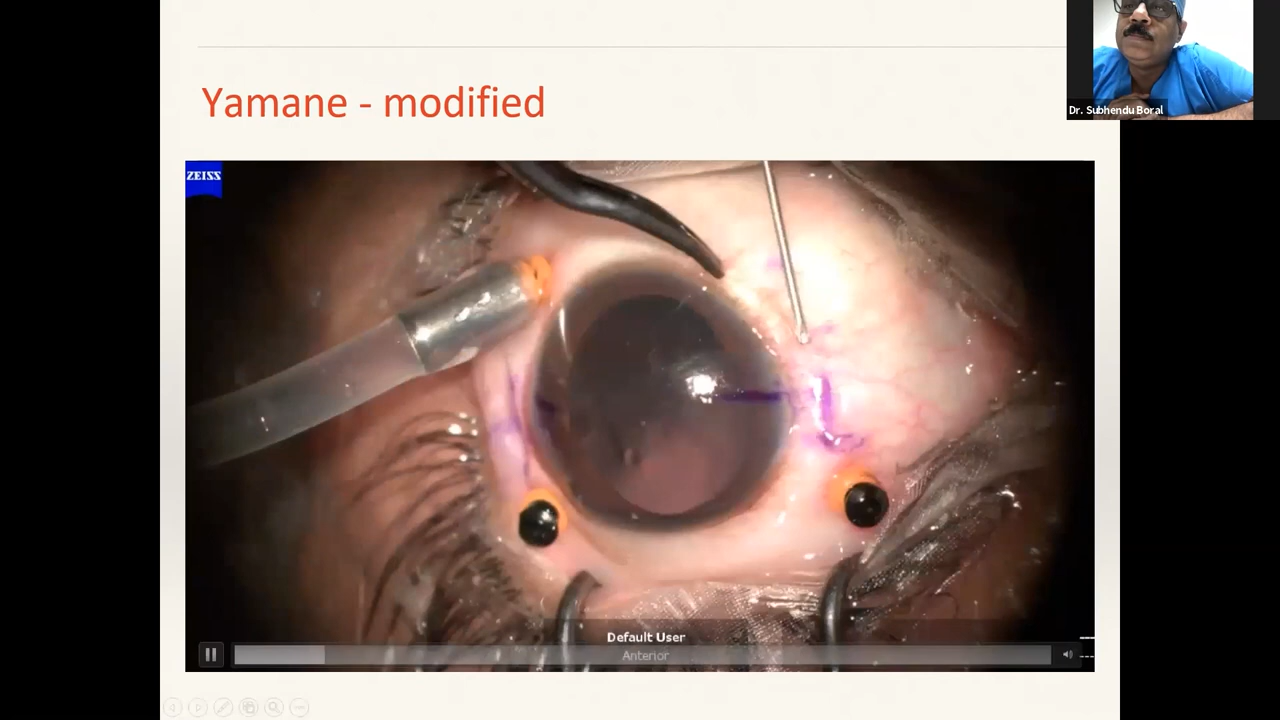 Dr. Subhendu Boral
Yamane - modified
ZEISS
Default User
Anterior